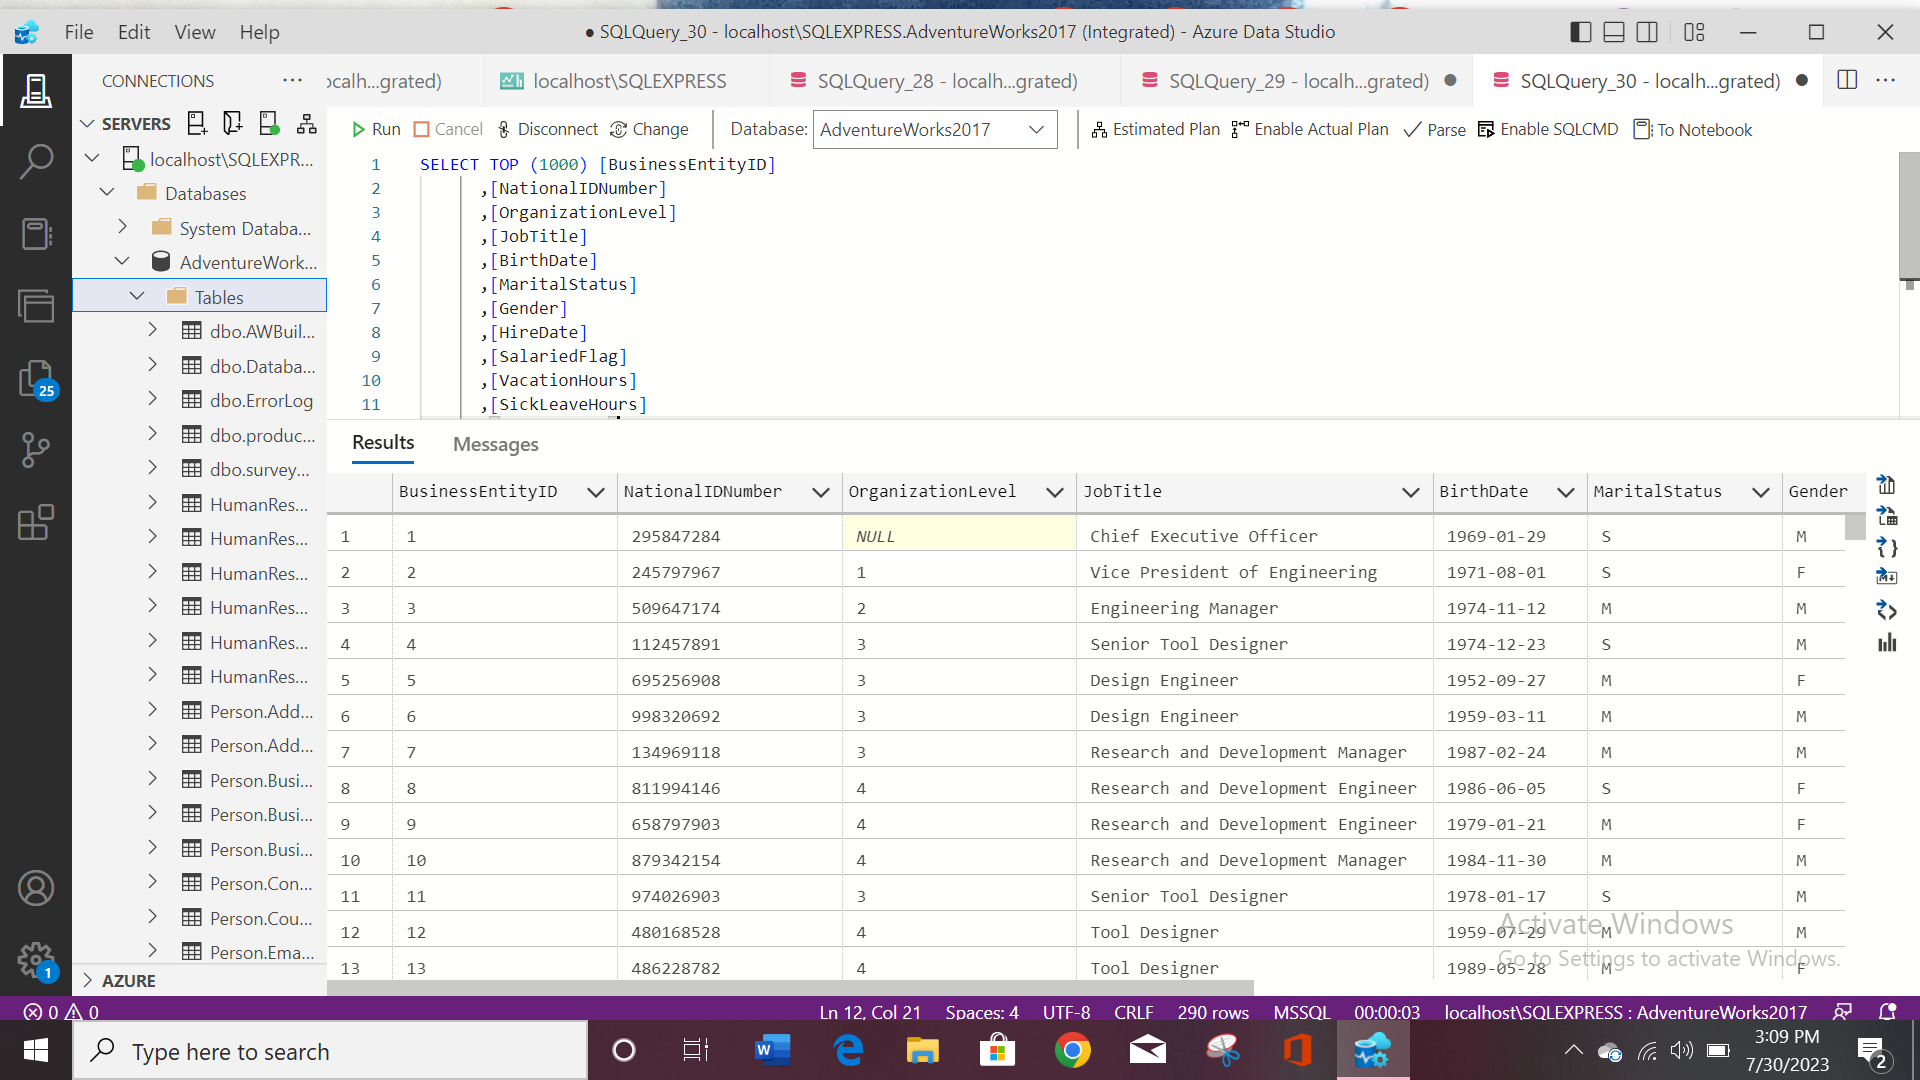 File Edit View Help
● SQLQuery_30 - localhost\SQLEXPRESS.AdventureWorks2017 (Integrated) - Azure Data Studio
CONNECTIONS ...
ocalh...grated) localhost\SQLEXPRESS SQLQuery_28 - localh...grated) SQLQuery_29 - localh...grated) ● SQLQuery_30 - localh...grated) ● ...
SERVERS
Run Cancel Disconnect Change Database: AdventureWorks2017 Estimated Plan Enable Actual Plan Parse Enable SQLCMD To Notebook
localhost\SQLEXPR...
Databases
System Databa...
AdventureWork...
Tables
dbo.AWBuil...
dbo.Databa...
dbo.ErrorLog
dbo.produc...
dbo.survey...
HumanRes...
HumanRes...
HumanRes...
HumanRes...
HumanRes...
HumanRes...
Person.Add...
Person.Add...
Person.Busi...
Person.Busi...
Person.Busi...
Person.Con...
Person.Cou...
Person.Ema...
AZURE
25
1
1 SELECT TOP (1000) [BusinessEntityID]
2 ,[NationalIDNumber]
3 ,[OrganizationLevel]
4 ,[JobTitle]
5 ,[BirthDate]
6 ,[MaritalStatus]
7 ,[Gender]
8 ,[HireDate]
9 ,[SalariedFlag]
10 ,[VacationHours]
11 ,[SickLeaveHours]
Results Messages
BusinessEntityID NationalIDNumber OrganizationLevel JobTitle BirthDate MaritalStatus Gender
1 1 295847284 NULL Chief Executive Officer 1969-01-29 S M
2 2 245797967 1 Vice President of Engineering 1971-08-01 S F
3 3 509647174 2 Engineering Manager 1974-11-12 M M
4 4 112457891 3 Senior Tool Designer 1974-12-23 S M
5 5 695256908 3 Design Engineer 1952-09-27 M F
6 6 998320692 3 Design Engineer 1959-03-11 M M
7 7 134969118 3 Research and Development Manager 1987-02-24 M M
8 8 811994146 4 Research and Development Engineer 1986-06-05 S F
9 9 658797903 4 Research and Development Engineer 1979-01-21 M F
10 10 879342154 4 Research and Development Manager 1984-11-30 M M
11 11 974026903 3 Senior Tool Designer 1978-01-17 S M
12 12 480168528 4 Tool Designer 1959-07-29 M M
13 13 486228782 4 Tool Designer 1989-05-28 M F
Activate Windows
Go to Settings to activate Windows.
0 0 Ln 12, Col 21 Spaces: 4 UTF-8 CRLF 290 rows MSSQL 00:00:03 localhost\SQLEXPRESS : AdventureWorks2017
Type here to search
3:09 PM
7/30/2023
2